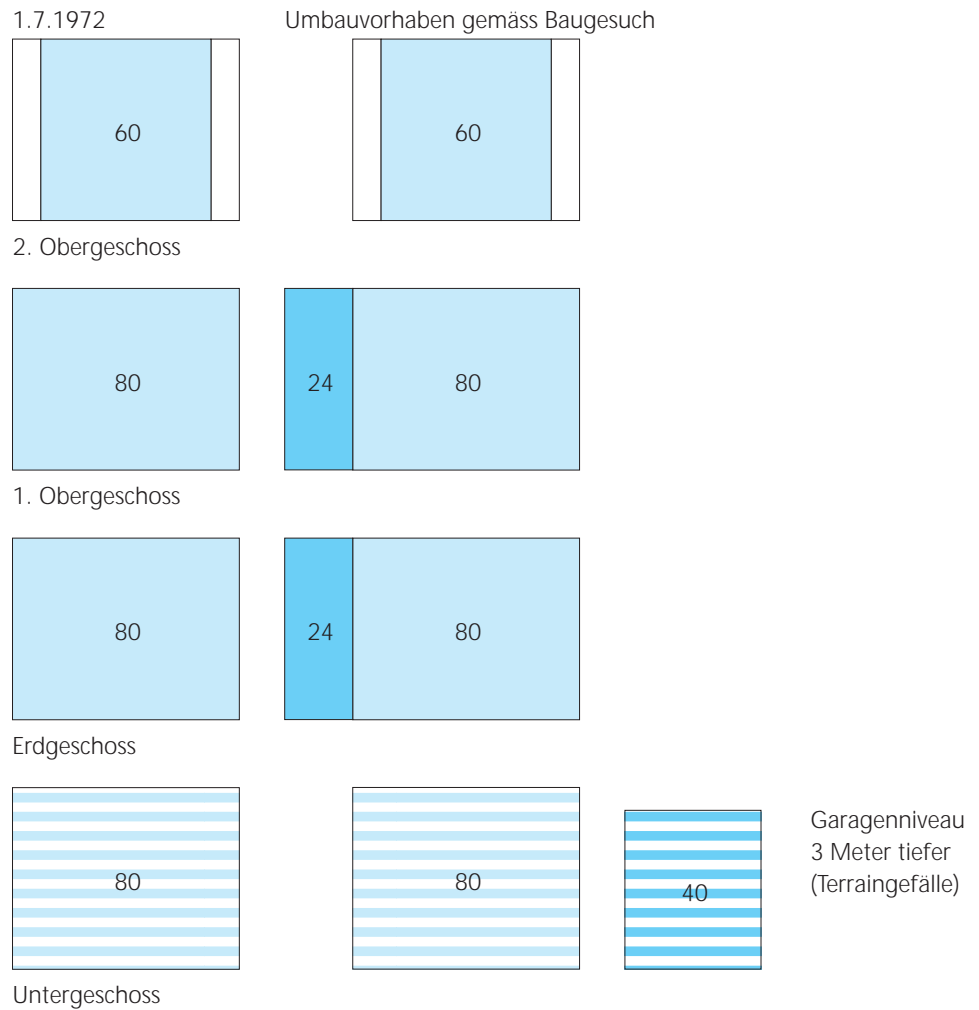 1.7.1972
Umbauvorhaben gemäss Baugesuch
60
60
2. Obergeschoss
80
24
80
1. Obergeschoss
80
24
80
Erdgeschoss
80
80
40
Garagenniveau
3 Meter tiefer
(Terraingefälle)
Untergeschoss